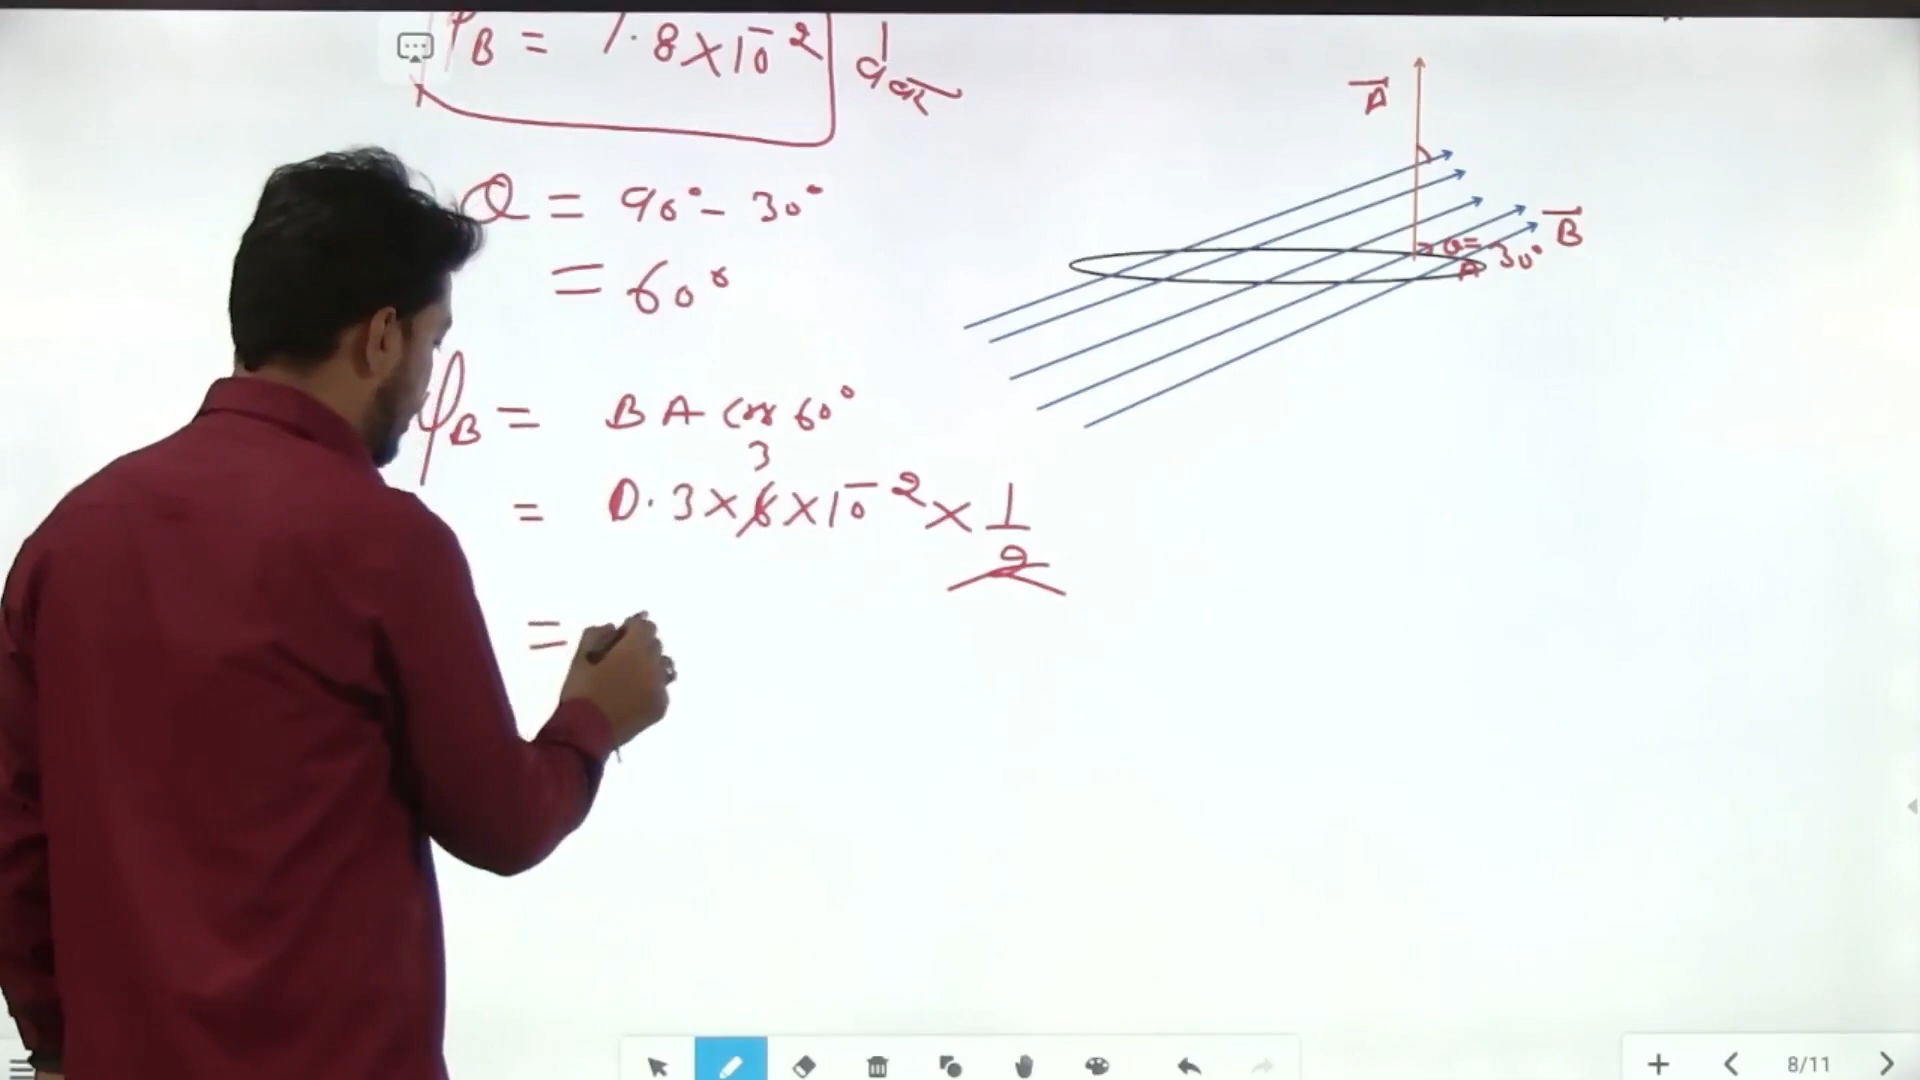 φB = 1.8×10⁻²
θ = 90° - 30°
= 60°
φB = BA cos 60°
3
= 0.3×6×10⁻²×1/2
=
A
B
θ = 30°
A
8/11